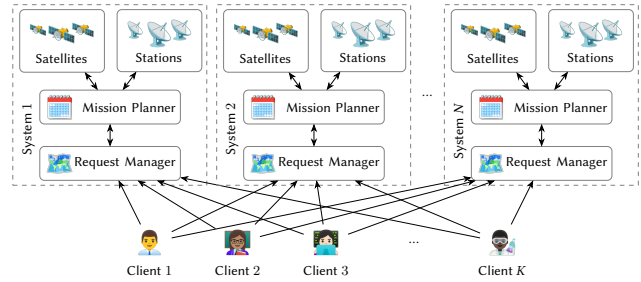 System 1
Satellites
Stations
Mission Planner
Request Manager
System 2
Satellites
Stations
Mission Planner
Request Manager
...
System N
Satellites
Stations
Mission Planner
Request Manager
Client 1
Client 2
Client 3
...
Client K